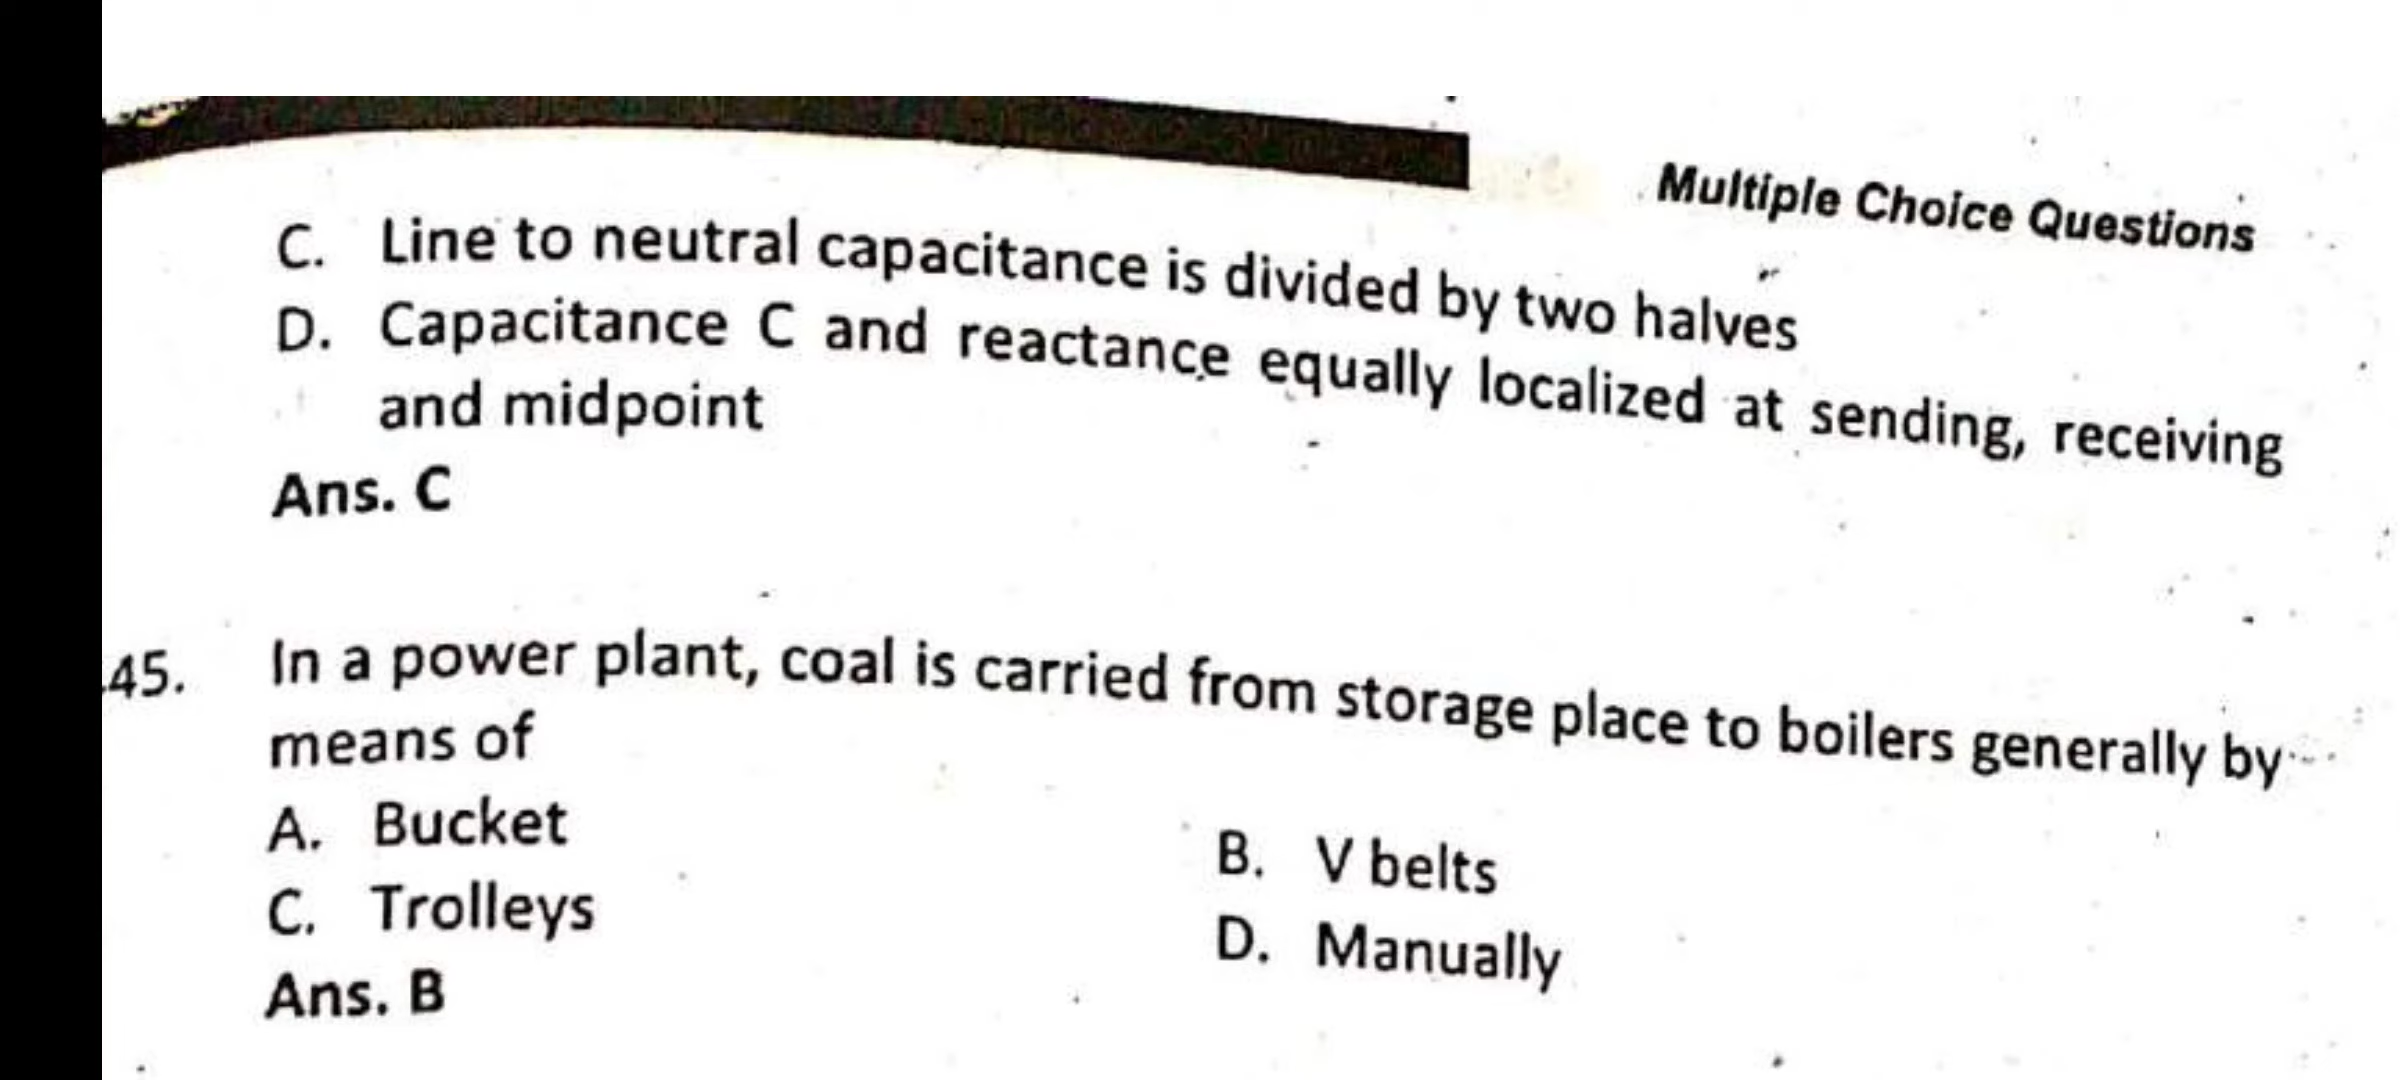 Multiple Choice Questions
C. Line to neutral capacitance is divided by two halves
D. Capacitance C and reactance equally localized at sending, receiving
and midpoint
Ans. C
45. In a power plant, coal is carried from storage place to boilers generally by
means of
A. Bucket
B. V belts
C. Trolleys
D. Manually
Ans. B